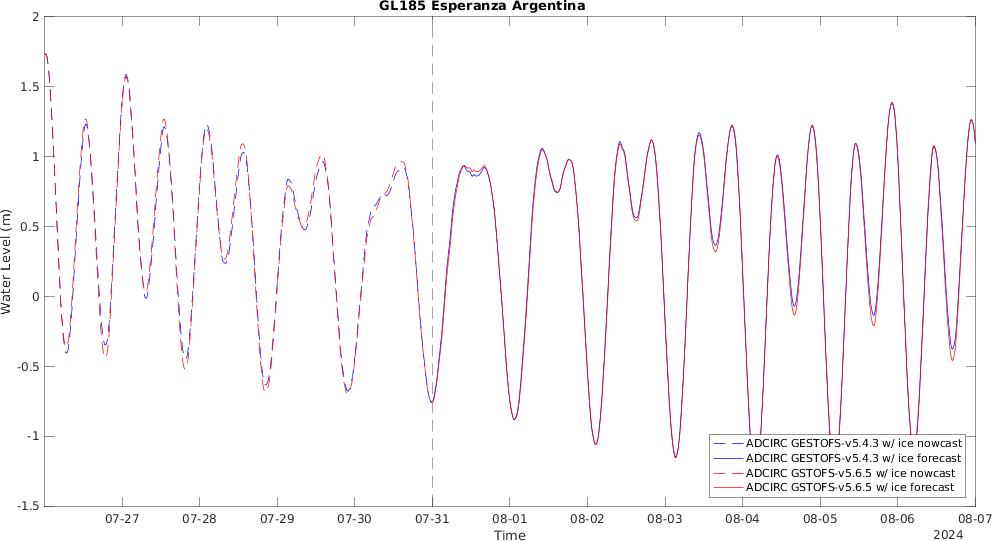 GL185 Esperanza Argentina
2
1.5
1
0.5
0
-0.5
-1
-1.5
Water Level (m)
ADCIRC GESTOFS-v5.4.3 w/ ice nowcast
ADCIRC GESTOFS-v5.4.3 w/ ice forecast
ADCIRC GSTOFS-v5.6.5 w/ ice nowcast
ADCIRC GSTOFS-v5.6.5 w/ ice forecast
07-27 07-28 07-29 07-30 07-31 08-01 08-02 08-03 08-04 08-05 08-06 08-07
Time
2024